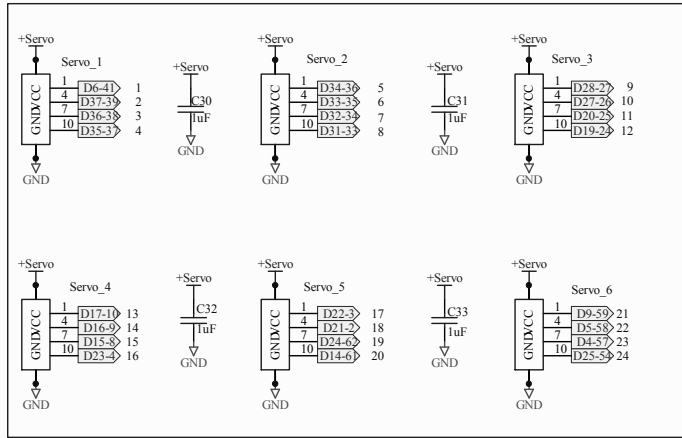 +Servo
Servo_1
GND VCC
1 D6-41 1
4 D37-39 2
7 D36-38 3
10 D35-37 4
GND
+Servo
C30
1uF
GND
+Servo
Servo_2
GND VCC
1 D34-36 5
4 D33-35 6
7 D32-34 7
10 D31-33 8
GND
+Servo
C31
1uF
GND
+Servo
Servo_3
GND VCC
1 D28-27 9
4 D27-26 10
7 D20-25 11
10 D19-24 12
GND
+Servo
Servo_4
GND VCC
1 D17-10 13
4 D16-9 14
7 D15-8 15
10 D23-4 16
GND
+Servo
C32
1uF
GND
+Servo
Servo_5
GND VCC
1 D22-3 17
4 D21-2 18
7 D24-62 19
10 D14-61 20
GND
+Servo
C33
1uF
GND
+Servo
Servo_6
GND VCC
1 D9-59 21
4 D5-58 22
7 D4-57 23
10 D25-54 24
GND